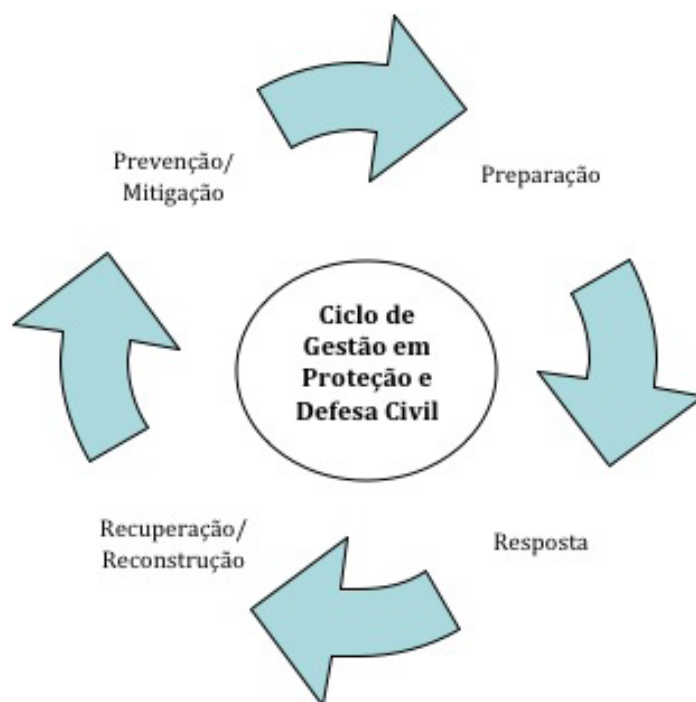 Prevenção/
Mitigação
Preparação
Ciclo de
Gestão em
Proteção e
Defesa Civil
Recuperação/
Reconstrução
Resposta